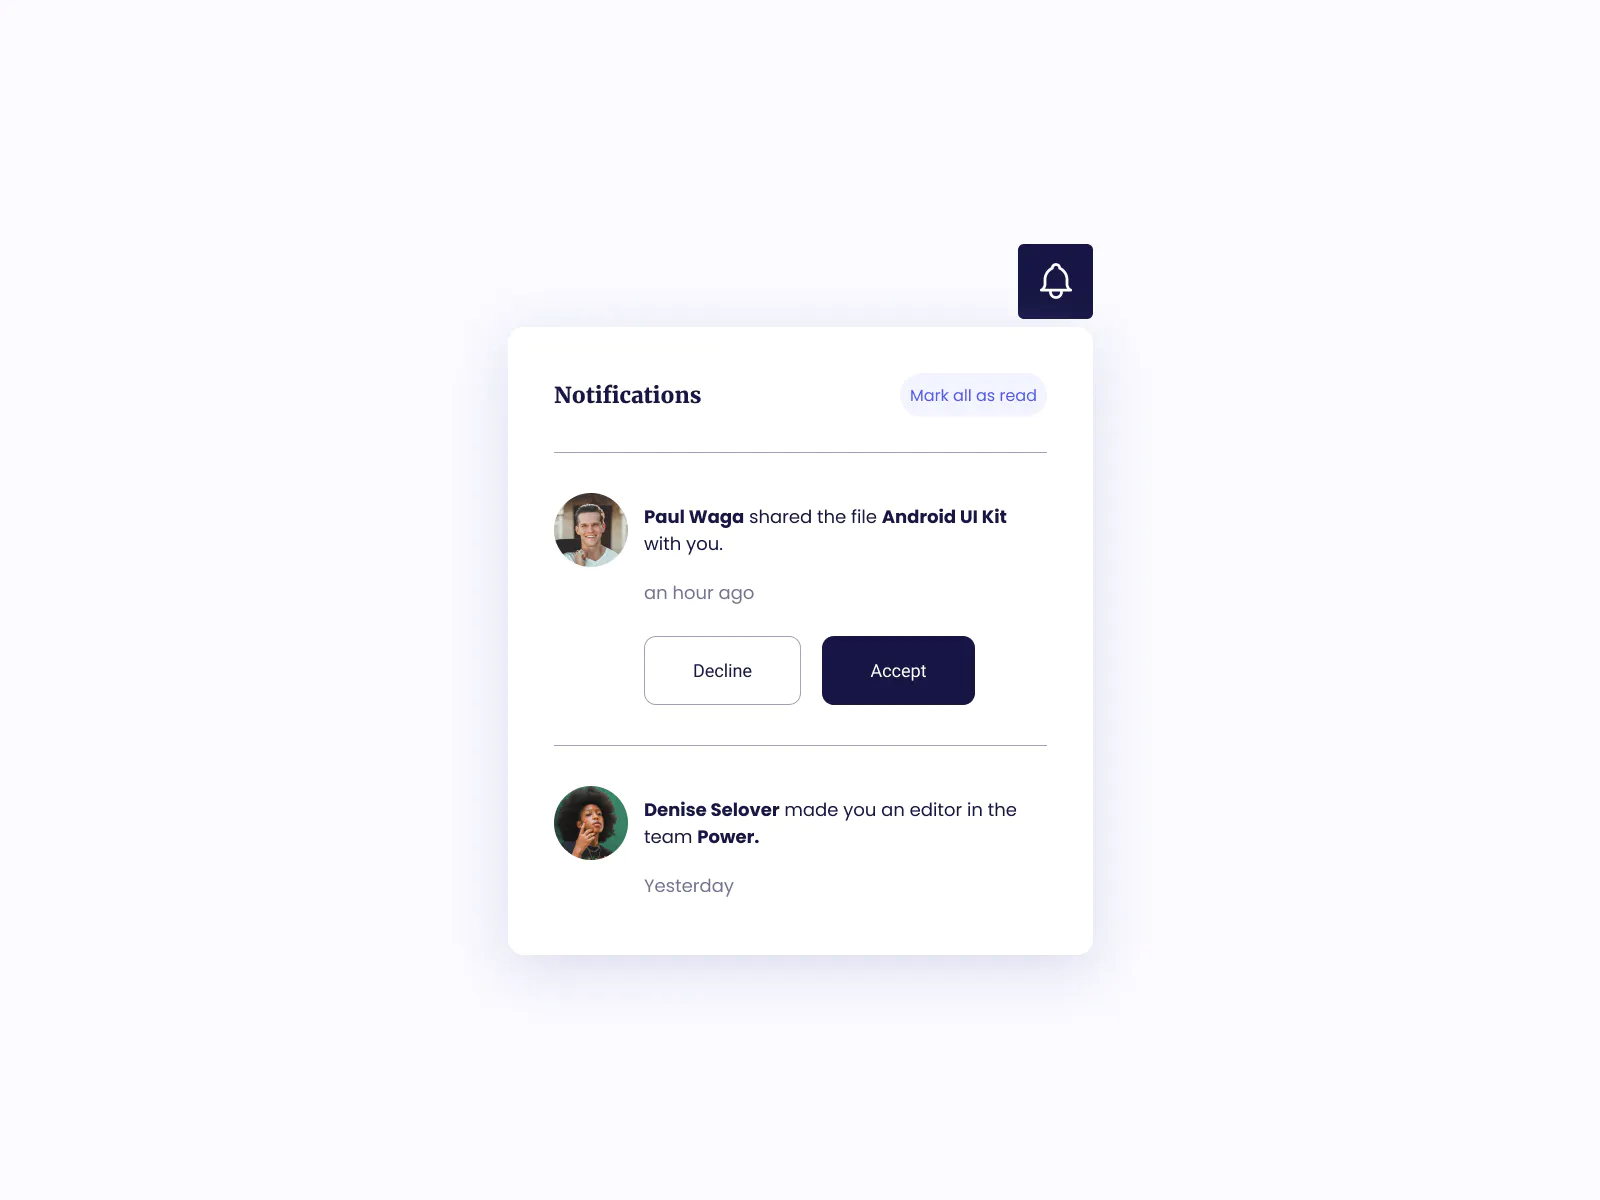 Notifications
Mark all as read
Paul Waga shared the file Android UI Kit
with you.
an hour ago
Decline
Accept
Denise Selover made you an editor in the
team Power.
Yesterday